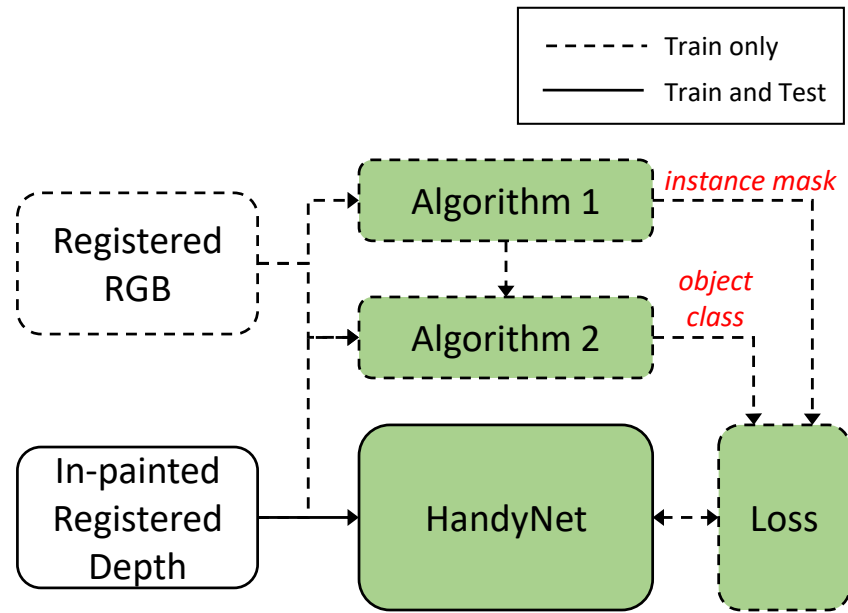 Train only
Train and Test
Registered
RGB
Algorithm 1
instance mask
Algorithm 2
object
class
In-painted
Registered
Depth
HandyNet
Loss